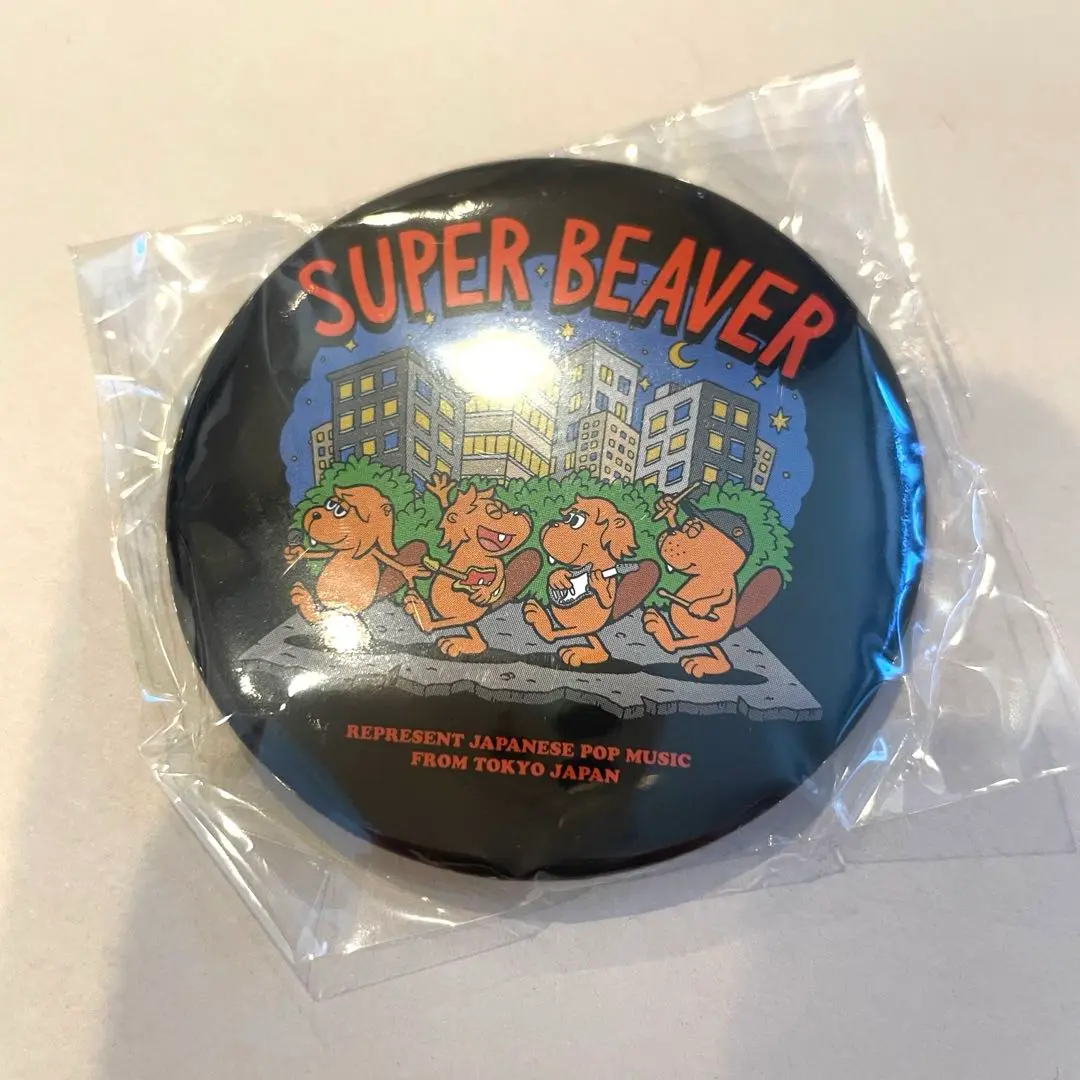 SUPER BEAVER
REPRESENT JAPANESE POP MUSIC
FROM TOKYO JAPAN